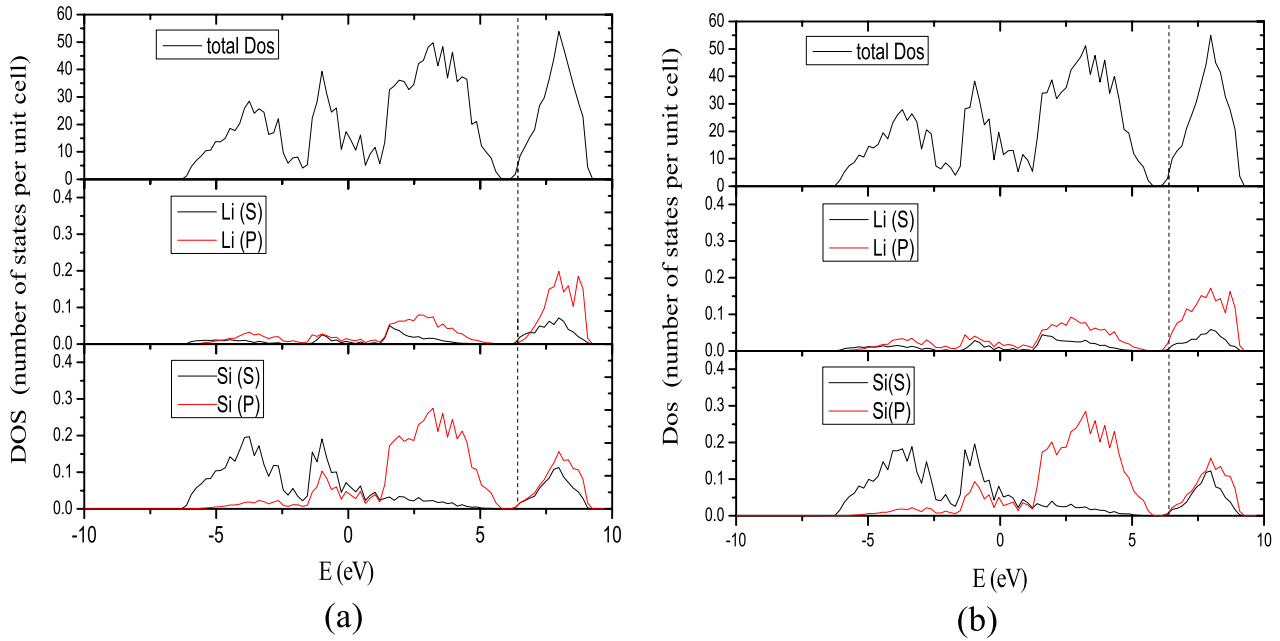 60
50
40
30
20
10
0
total Dos
0.4
0.3
0.2
0.1
0.0
Li (S)
Li (P)
0.4
0.3
0.2
0.1
0.0
Si (S)
Si (P)
-10
-5
0
5
10
DOS (number of states per unit cell)
E (eV)
(a)
60
50
40
30
20
10
0
total Dos
0.4
0.3
0.2
0.1
0.0
Li (S)
Li (P)
0.4
0.3
0.2
0.1
0.0
Si(S)
Si(P)
-10
-5
0
5
10
Dos (number of states per unit cell)
E (eV)
(b)